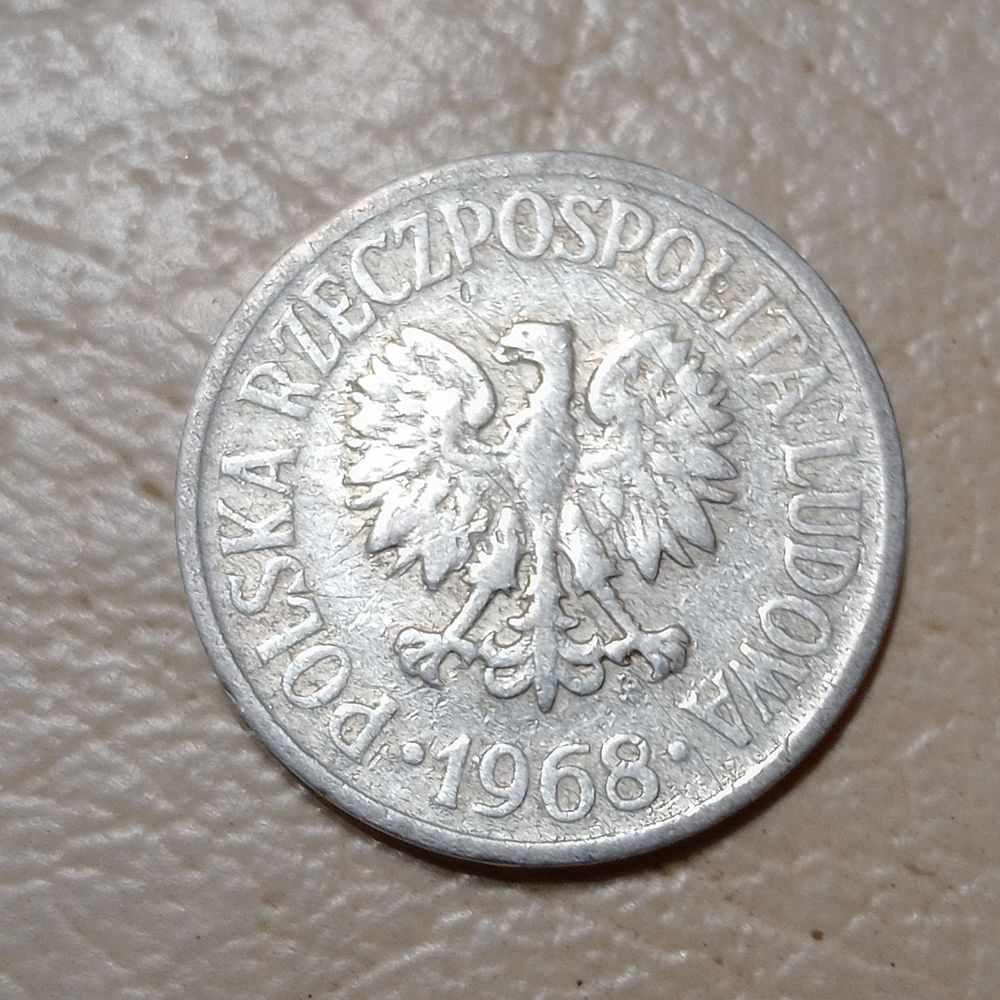 POLSKA RZECZPOSPOLITA LUDOWA
·1968·